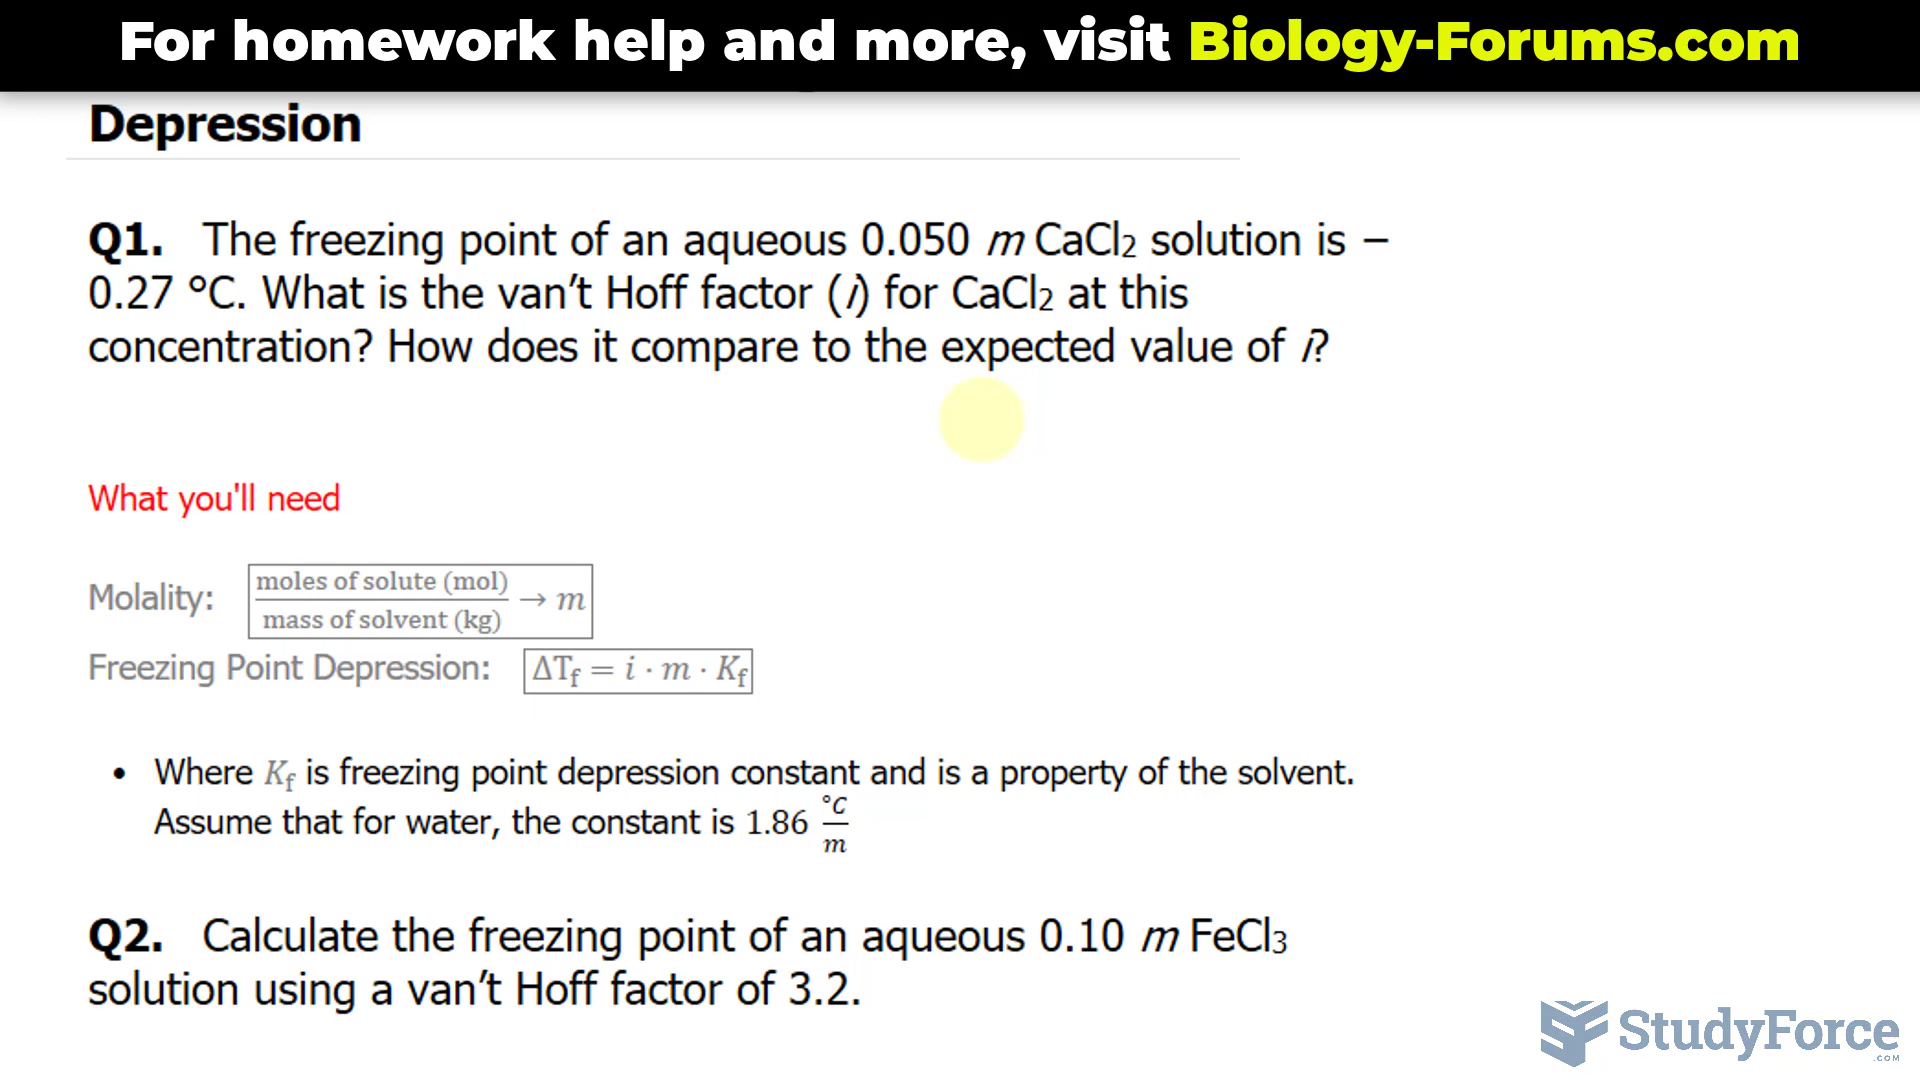 For homework help and more, visit Biology-Forums.com
Depression
Q1. The freezing point of an aqueous 0.050 m CaCl₂ solution is –
0.27 °C. What is the van’t Hoff factor (i) for CaCl₂ at this
concentration? How does it compare to the expected value of i?
What you'll need
Molality: moles of solute (mol) / mass of solvent (kg) → m
Freezing Point Depression: ΔT_f = i · m · K_f
• Where K_f is freezing point depression constant and is a property of the solvent.
Assume that for water, the constant is 1.86 °C/m
Q2. Calculate the freezing point of an aqueous 0.10 m FeCl₃
solution using a van’t Hoff factor of 3.2.
StudyForce
.COM